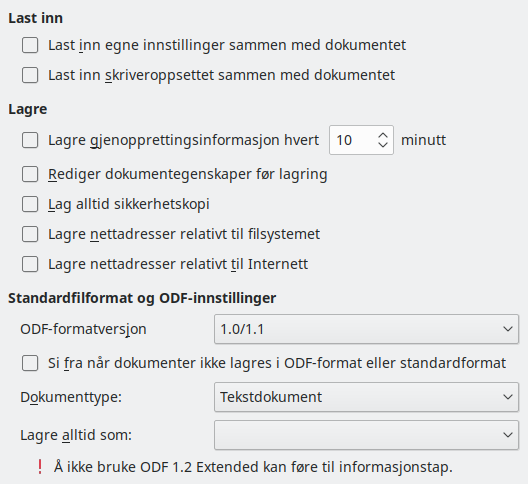 Last inn
Last inn egne innstillinger sammen med dokumentet
Last inn skriveroppsettet sammen med dokumentet
Lagre
Lagre gjenopprettingsinformasjon hvert 10 minutt
Rediger dokumentegenskaper før lagring
Lag alltid sikkerhetskopi
Lagre nettadresser relativt til filsystemet
Lagre nettadresser relativt til Internett
Standardfilformat og ODF-innstillinger
ODF-formatversjon 1.0/1.1
Si fra når dokumenter ikke lagres i ODF-format eller standardformat
Dokumenttype: Tekstdokument
Lagre alltid som:
! Å ikke bruke ODF 1.2 Extended kan føre til informasjonstap.